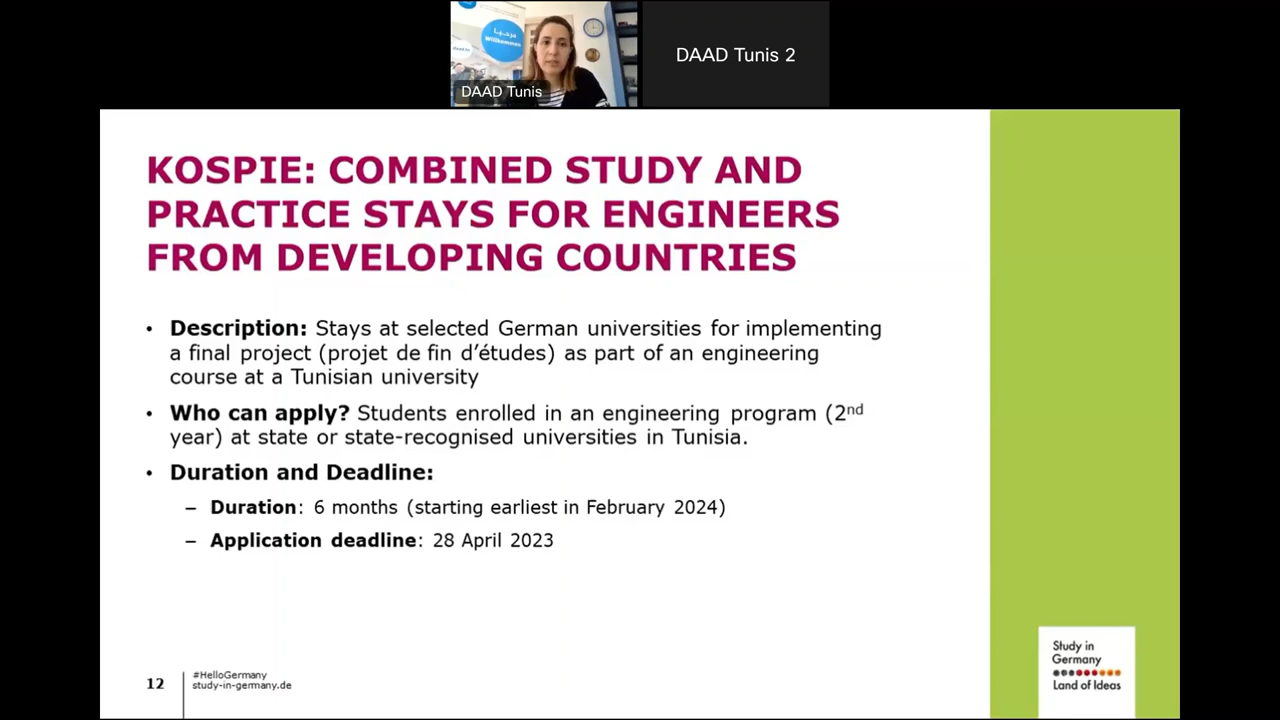 مرحبا
Willkommen
DAAD Tunis
DAAD Tunis 2
KOSPIE: COMBINED STUDY AND
PRACTICE STAYS FOR ENGINEERS
FROM DEVELOPING COUNTRIES
• Description: Stays at selected German universities for implementing
a final project (projet de fin d’études) as part of an engineering
course at a Tunisian university
• Who can apply? Students enrolled in an engineering program (2nd
year) at state or state-recognised universities in Tunisia.
• Duration and Deadline:
– Duration: 6 months (starting earliest in February 2024)
– Application deadline: 28 April 2023
12
#HelloGermany
study-in-germany.de
Study in
Germany
Land of Ideas